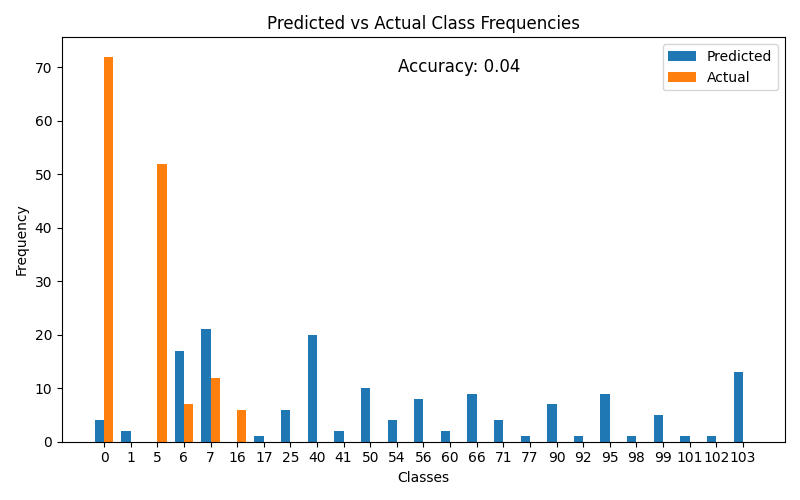 Predicted vs Actual Class Frequencies
Accuracy: 0.04
Predicted
Actual
70
60
50
40
30
20
10
0
Frequency
0 1 5 6 7 16 17 25 40 41 50 54 56 60 66 71 77 90 92 95 98 99 101 102 103
Classes